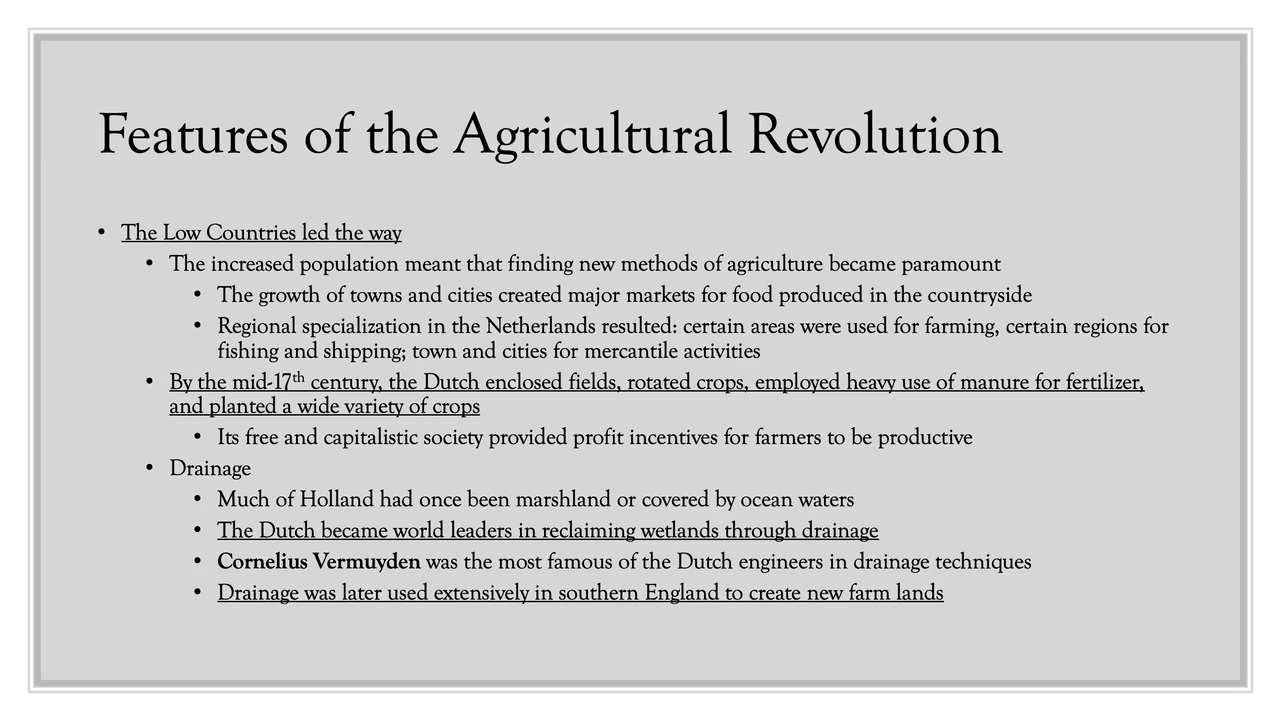 Features of the Agricultural Revolution
• The Low Countries led the way
• The increased population meant that finding new methods of agriculture became paramount
• The growth of towns and cities created major markets for food produced in the countryside
• Regional specialization in the Netherlands resulted: certain areas were used for farming, certain regions for
fishing and shipping; town and cities for mercantile activities
• By the mid-17th century, the Dutch enclosed fields, rotated crops, employed heavy use of manure for fertilizer,
and planted a wide variety of crops
• Its free and capitalistic society provided profit incentives for farmers to be productive
• Drainage
• Much of Holland had once been marshland or covered by ocean waters
• The Dutch became world leaders in reclaiming wetlands through drainage
• Cornelius Vermuyden was the most famous of the Dutch engineers in drainage techniques
• Drainage was later used extensively in southern England to create new farm lands